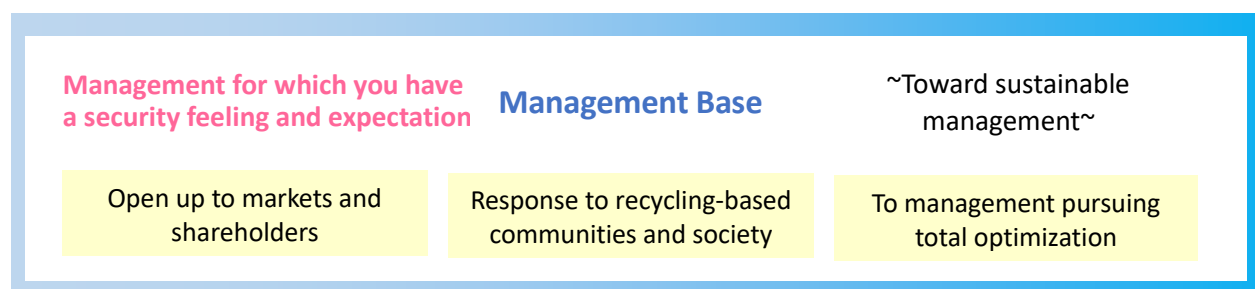 Management for which you have
a security feeling and expectation
Management Base
~Toward sustainable
management~
Open up to markets and
shareholders
Response to recycling-based
communities and society
To management pursuing
total optimization